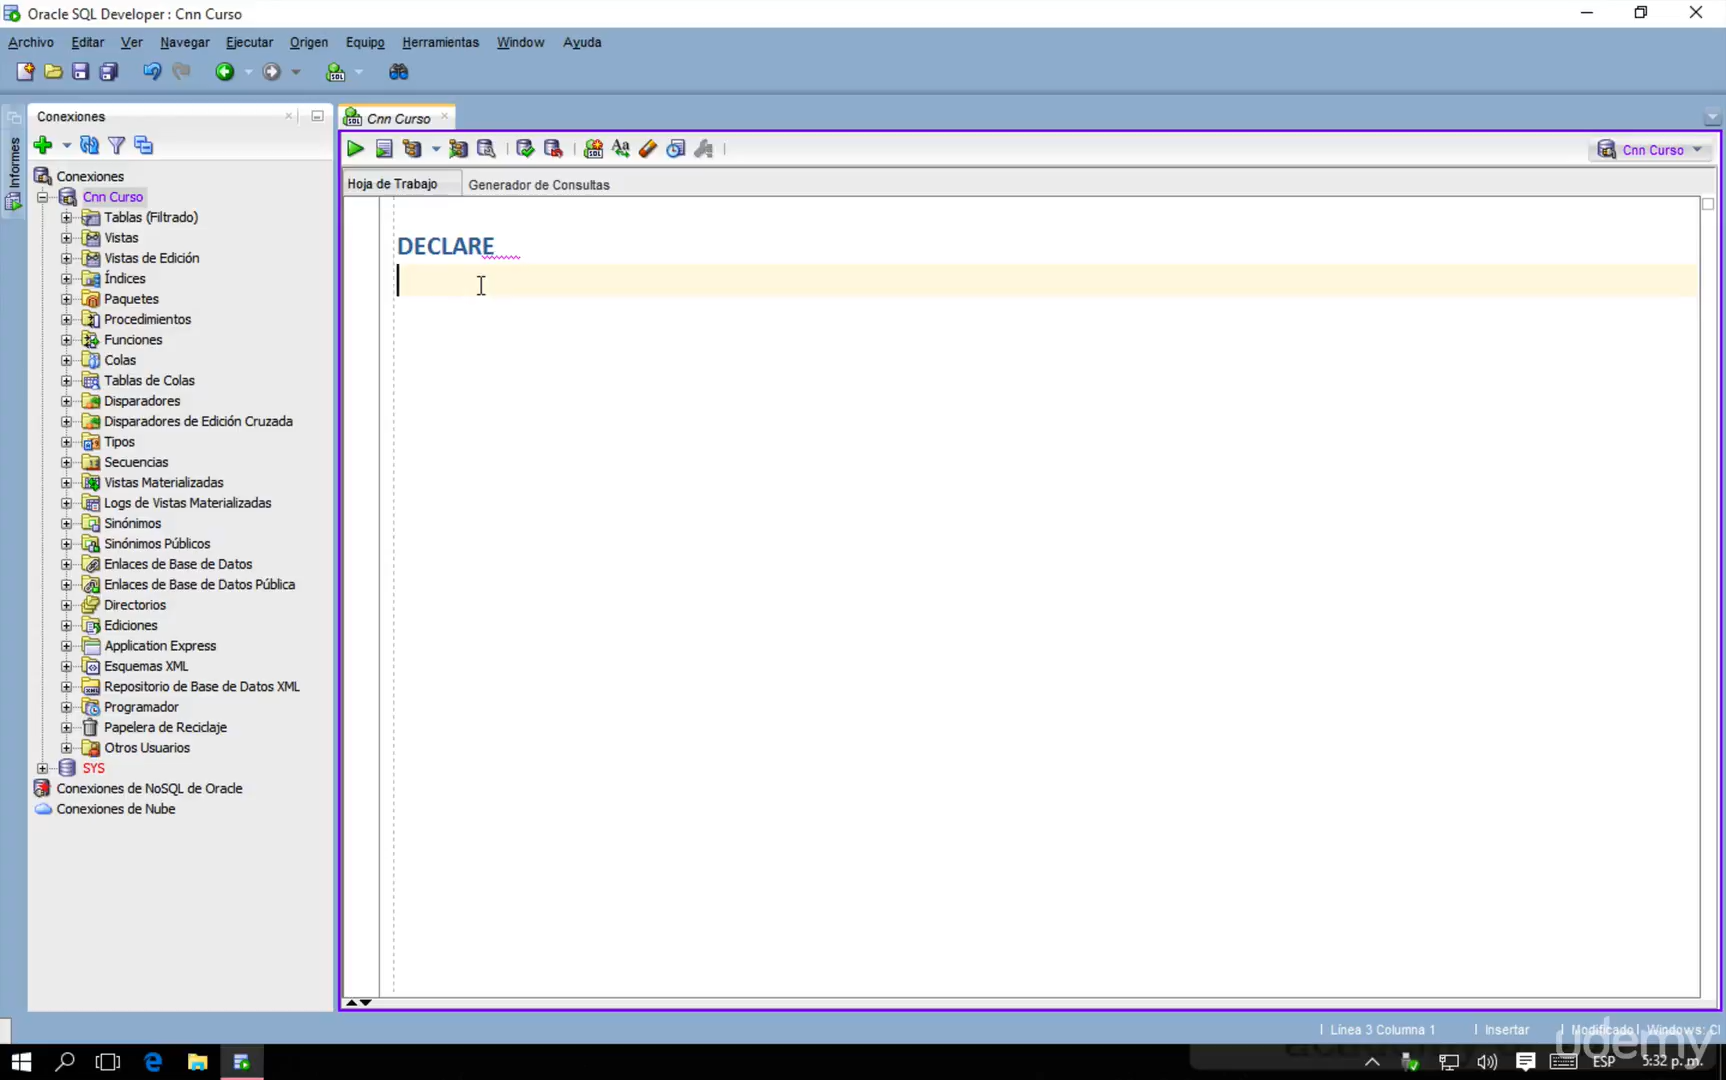 Oracle SQL Developer : Cnn Curso
Archivo Editar Ver Navegar Ejecutar Origen Equipo Herramientas Window Ayuda
Informes
Conexiones
Cnn Curso
Cnn Curso
Hoja de Trabajo Generador de Consultas
DECLARE
Conexiones
Cnn Curso
Tablas (Filtrado)
Vistas
Vistas de Edición
Índices
Paquetes
Procedimientos
Funciones
Colas
Tablas de Colas
Disparadores
Disparadores de Edición Cruzada
Tipos
Secuencias
Vistas Materializadas
Logs de Vistas Materializadas
Sinónimos
Sinónimos Públicos
Enlaces de Base de Datos
Enlaces de Base de Datos Pública
Directorios
Ediciones
Application Express
Esquemas XML
Repositorio de Base de Datos XML
Programador
Papelera de Reciclaje
Otros Usuarios
SYS
Conexiones de NoSQL de Oracle
Conexiones de Nube
Línea 3 Columna 1 Insertar Modificado Windows: Cl
udemy
ESP 5:32 p. m.